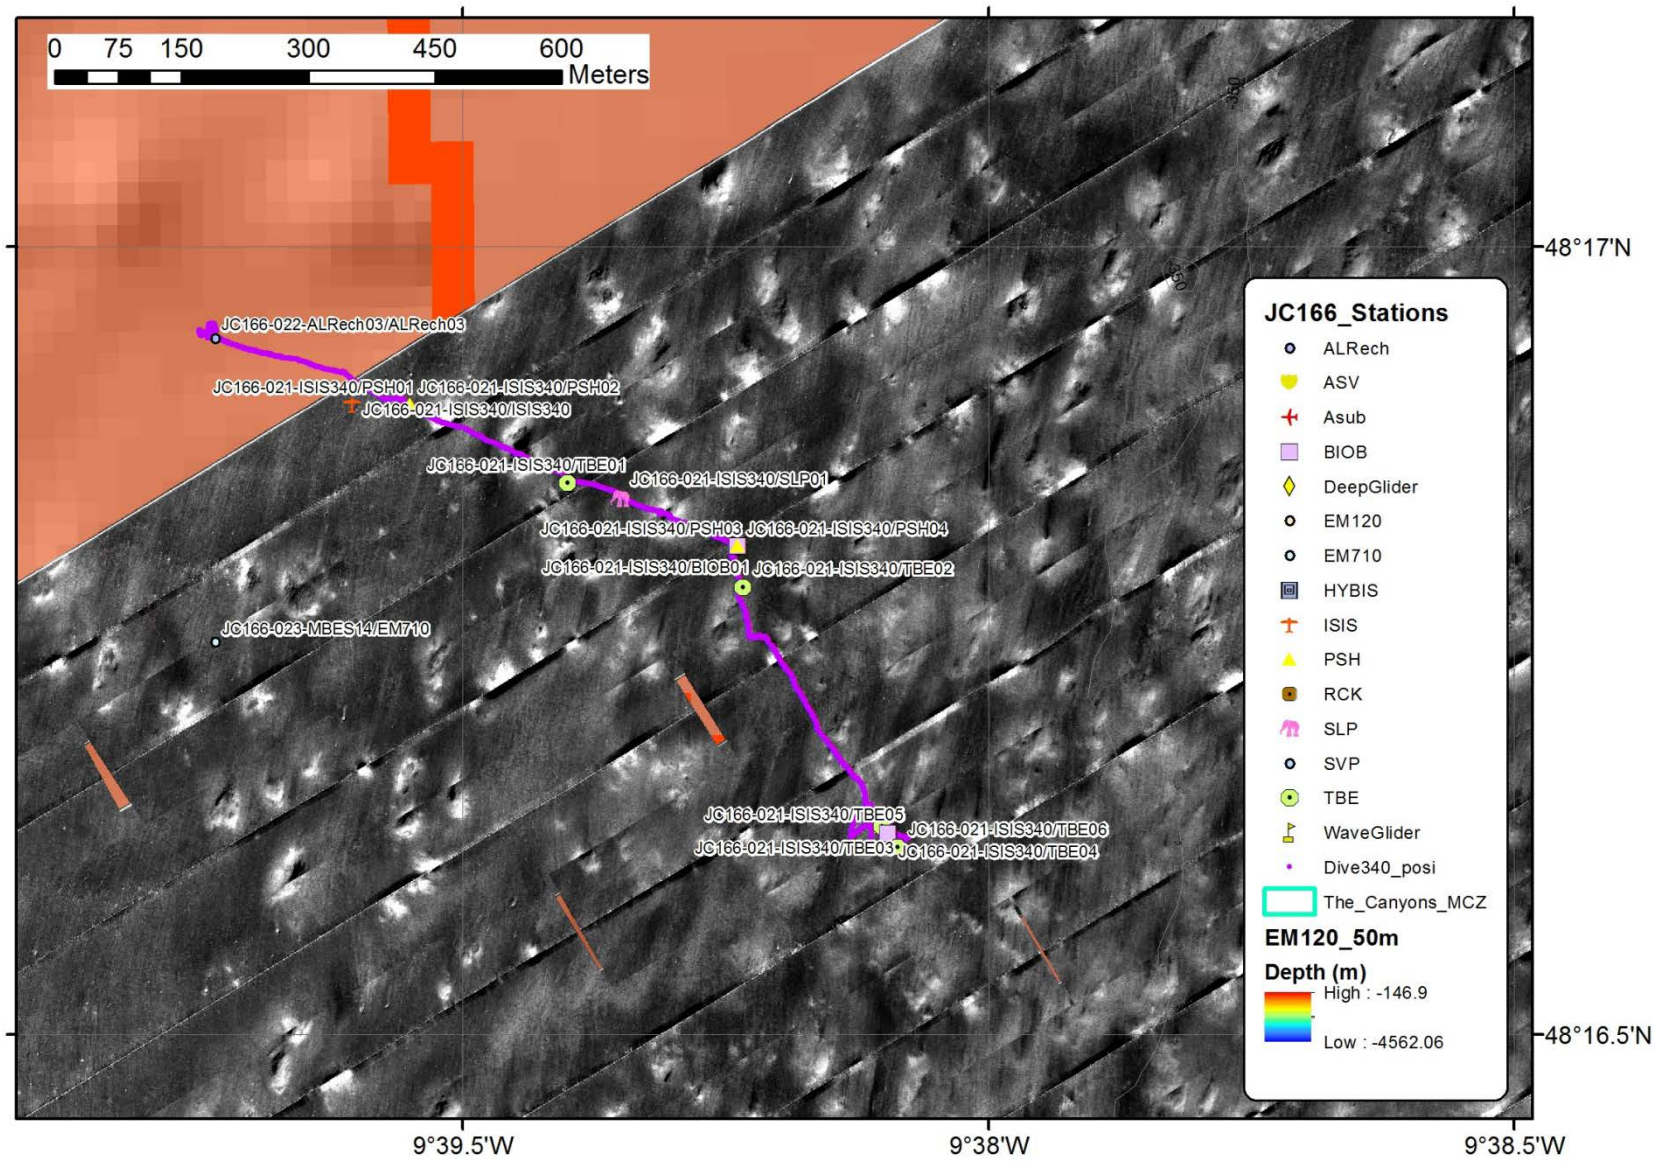 0 75 150 300 450 600
Meters
350
350
48°17'N
JC166-022-ALRech03/ALRech03
JC166-021-ISIS340/PSH01 JC166-021-ISIS340/PSH02
JC166-021-ISIS340/ISIS340
JC166-021-ISIS340/TBE01
JC166-021-ISIS340/SLP01
JC166-021-ISIS340/PSH03 JC166-021-ISIS340/PSH04
JC166-021-ISIS340/BIOB01 JC166-021-ISIS340/TBE02
JC166-023-MBES14/EM710
JC166-021-ISIS340/TBE05
JC166-021-ISIS340/TBE06
JC166-021-ISIS340/TBE03 JC166-021-ISIS340/TBE04
JC166_Stations
ALRech
ASV
Asub
BIOB
DeepGlider
EM120
EM710
HYBIS
ISIS
PSH
RCK
SLP
SVP
TBE
WaveGlider
Dive340_posi
The_Canyons_MCZ
EM120_50m
Depth (m)
High : -146.9
Low : -4562.06
48°16.5'N
9°39.5'W 9°38'W 9°38.5'W